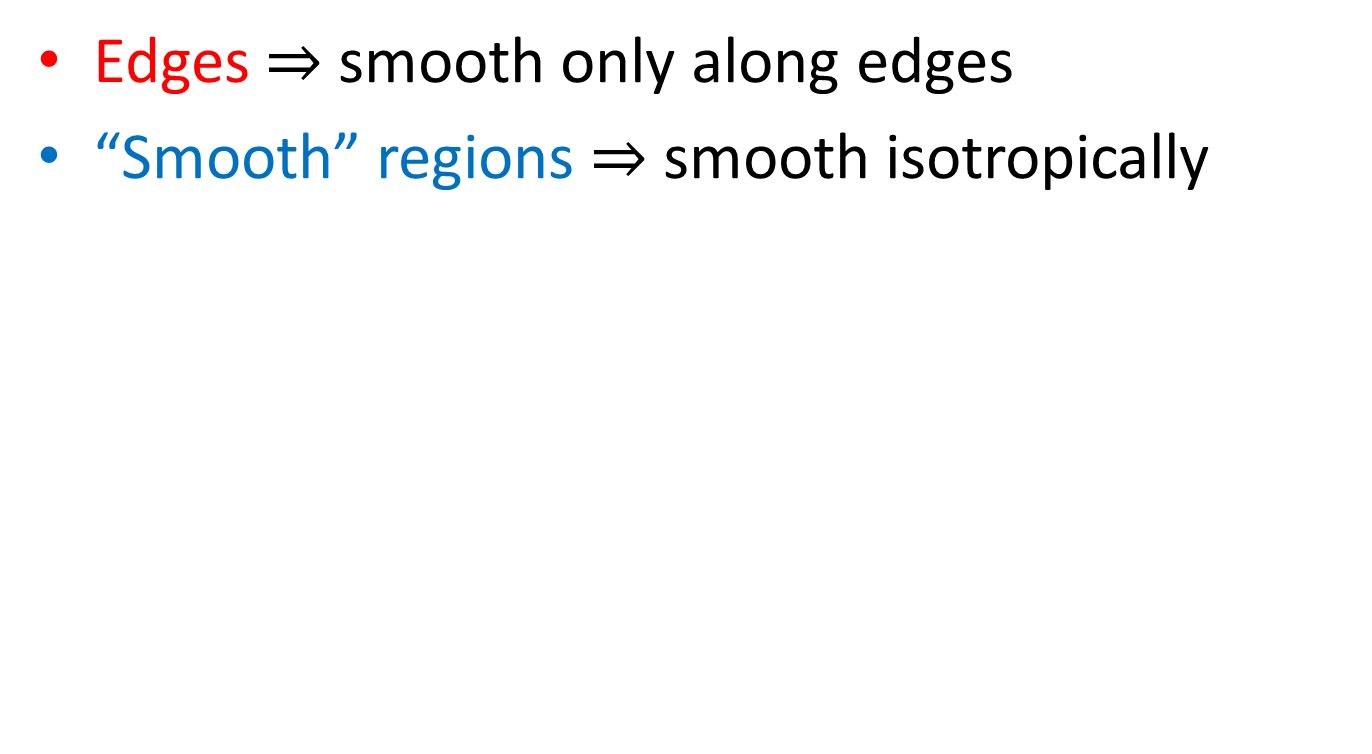 • Edges ⇒ smooth only along edges
• “Smooth” regions ⇒ smooth isotropically